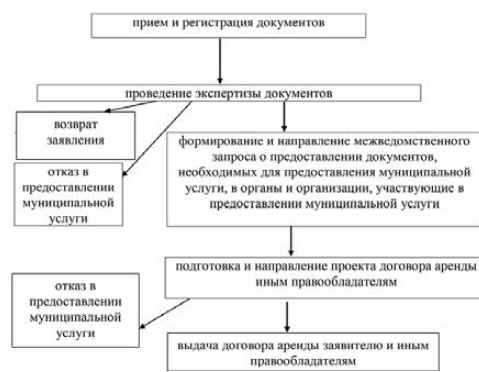 прием и регистрация документов
проведение экспертизы документов
возврат
заявления
формирование и направление межведомственного
запроса о предоставлении документов,
необходимых для предоставления муниципальной
услуги, в органы и организации, участвующие в
предоставлении муниципальной услуги
отказ в
предоставлении
муниципальной
услуги
подготовка и направление проекта договора аренды
иным правообладателям
отказ в
предоставлении
муниципальной
услуги
выдача договора аренды заявителю и иным
правообладателям